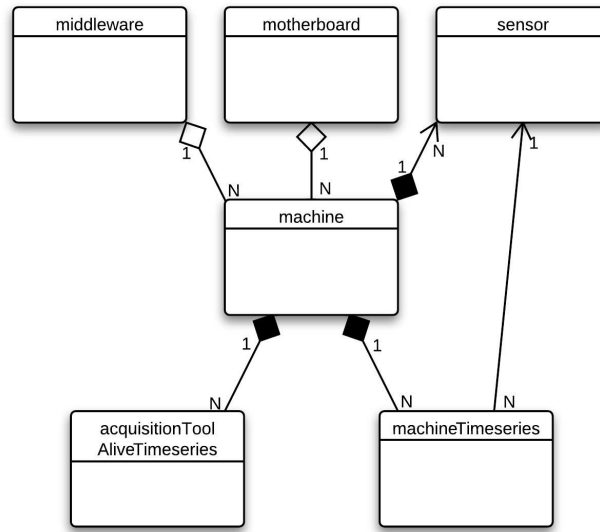 middleware
motherboard
sensor
1
1
1
N
1
N
N
machine
1
1
N
N
N
acquisitionTool
AliveTimeseries
machineTimeseries